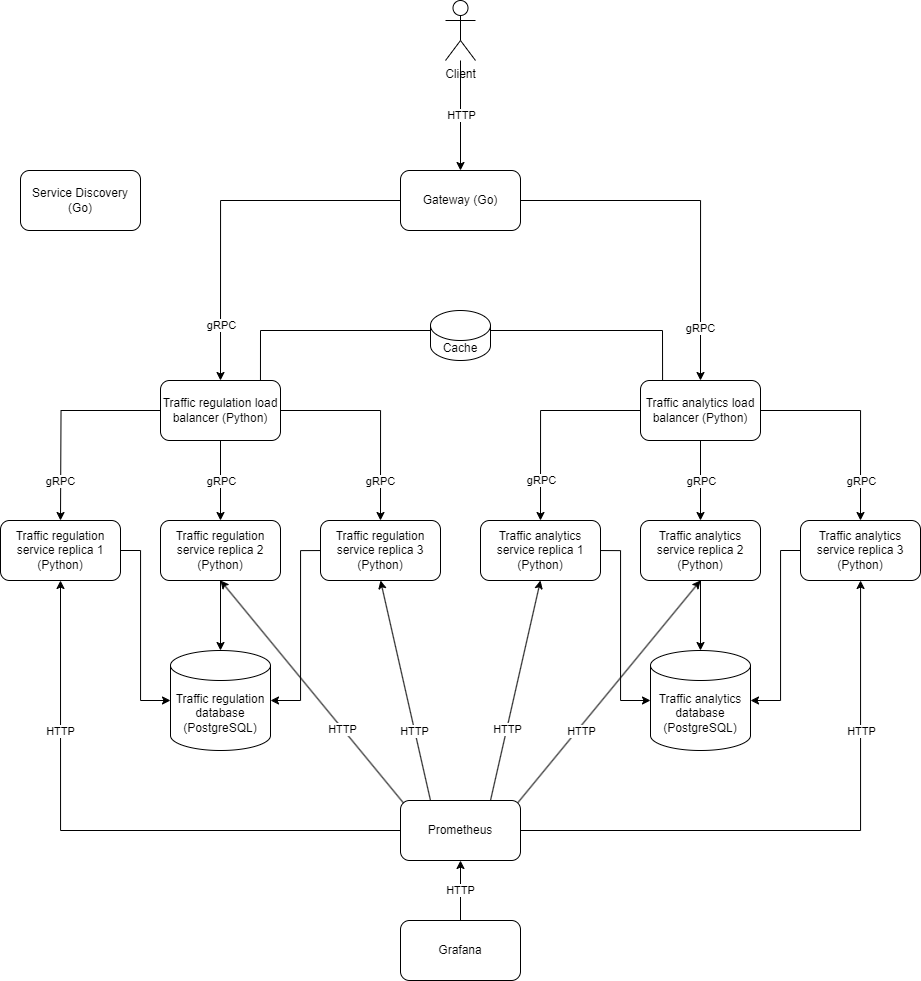 Client
HTTP
Service Discovery
(Go)
Gateway (Go)
gRPC
gRPC
Cache
Traffic regulation load
balancer (Python)
Traffic analytics load
balancer (Python)
gRPC
gRPC
gRPC
gRPC
gRPC
gRPC
Traffic regulation
service replica 1
(Python)
Traffic regulation
service replica 2
(Python)
Traffic regulation
service replica 3
(Python)
Traffic analytics
service replica 1
(Python)
Traffic analytics
service replica 2
(Python)
Traffic analytics
service replica 3
(Python)
Traffic regulation
database
(PostgreSQL)
Traffic analytics
database
(PostgreSQL)
HTTP
HTTP
HTTP
HTTP
HTTP
HTTP
Prometheus
HTTP
Grafana